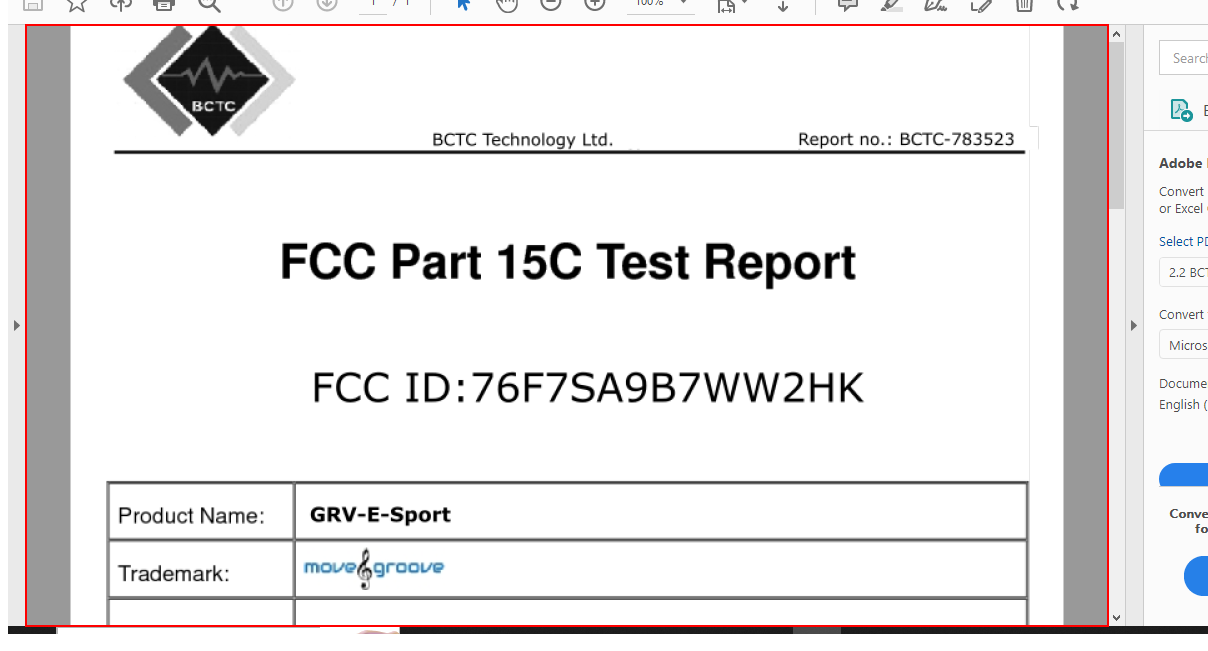 1 / 1
100%
Search
BCTC
BCTC Technology Ltd. Report no.: BCTC-783523
FCC Part 15C Test Report
FCC ID:76F7SA9B7WW2HK
Product Name: GRV-E-Sport
Trademark: move groove
Adobe
Convert
or Excel
Select PD
2.2 BCT
Convert
Micros
Docume
English (
Conve
fo